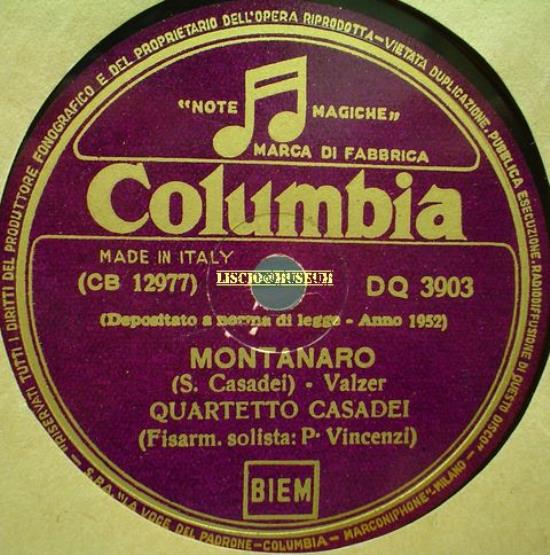 "RISERVATI TUTTI I DIRITTI DEL PRODUTTORE FONOGRAFICO E DEL PROPRIETARIO DELL'OPERA RIPRODOTTA-VIETATA DUPLICAZIONE, PUBBLICA ESECUZIONE, RADIODIFFUSIONE DI QUESTO DISCO"
"NOTE MAGICHE"
MARCA DI FABBRICA
Columbia
MADE IN ITALY
(CB 12977) DQ 3903
LISCIO@MUSEUM
(Depositato a norma di legge - Anno 1952)
MONTANARO
(S. Casadei) - Valzer
QUARTETTO CASADEI
(Fisarm. solista: P. Vincenzi)
BIEM
S.P.A. "LA VOCE DEL PADRONE-COLUMBIA-MARCONIPHONE"-MILANO